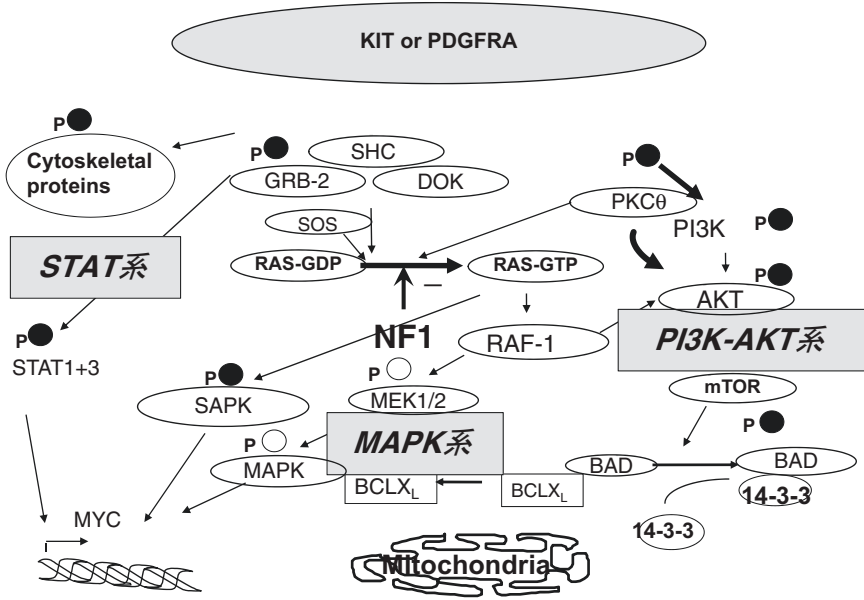 KIT or PDGFRA
P
Cytoskeletal
proteins
P
SHC
GRB-2
DOK
P
PKCθ
PI3K
P
SOS
STAT系
RAS-GDP
RAS-GTP
P
AKT
–
NF1
P
STAT1+3
RAF-1
PI3K-AKT系
P
SAPK
P
MEK1/2
mTOR
P
P
MAPK
MAPK系
BCLXL
BCLXL
BAD
BAD
14-3-3
14-3-3
MYC
Mitochondria